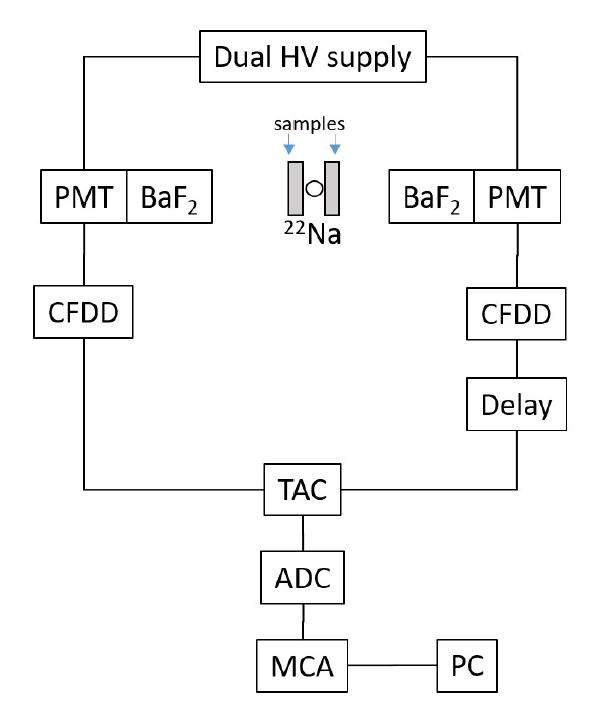 Dual HV supply
samples
PMT BaF₂
BaF₂ PMT
²²Na
CFDD
CFDD
Delay
TAC
ADC
MCA
PC